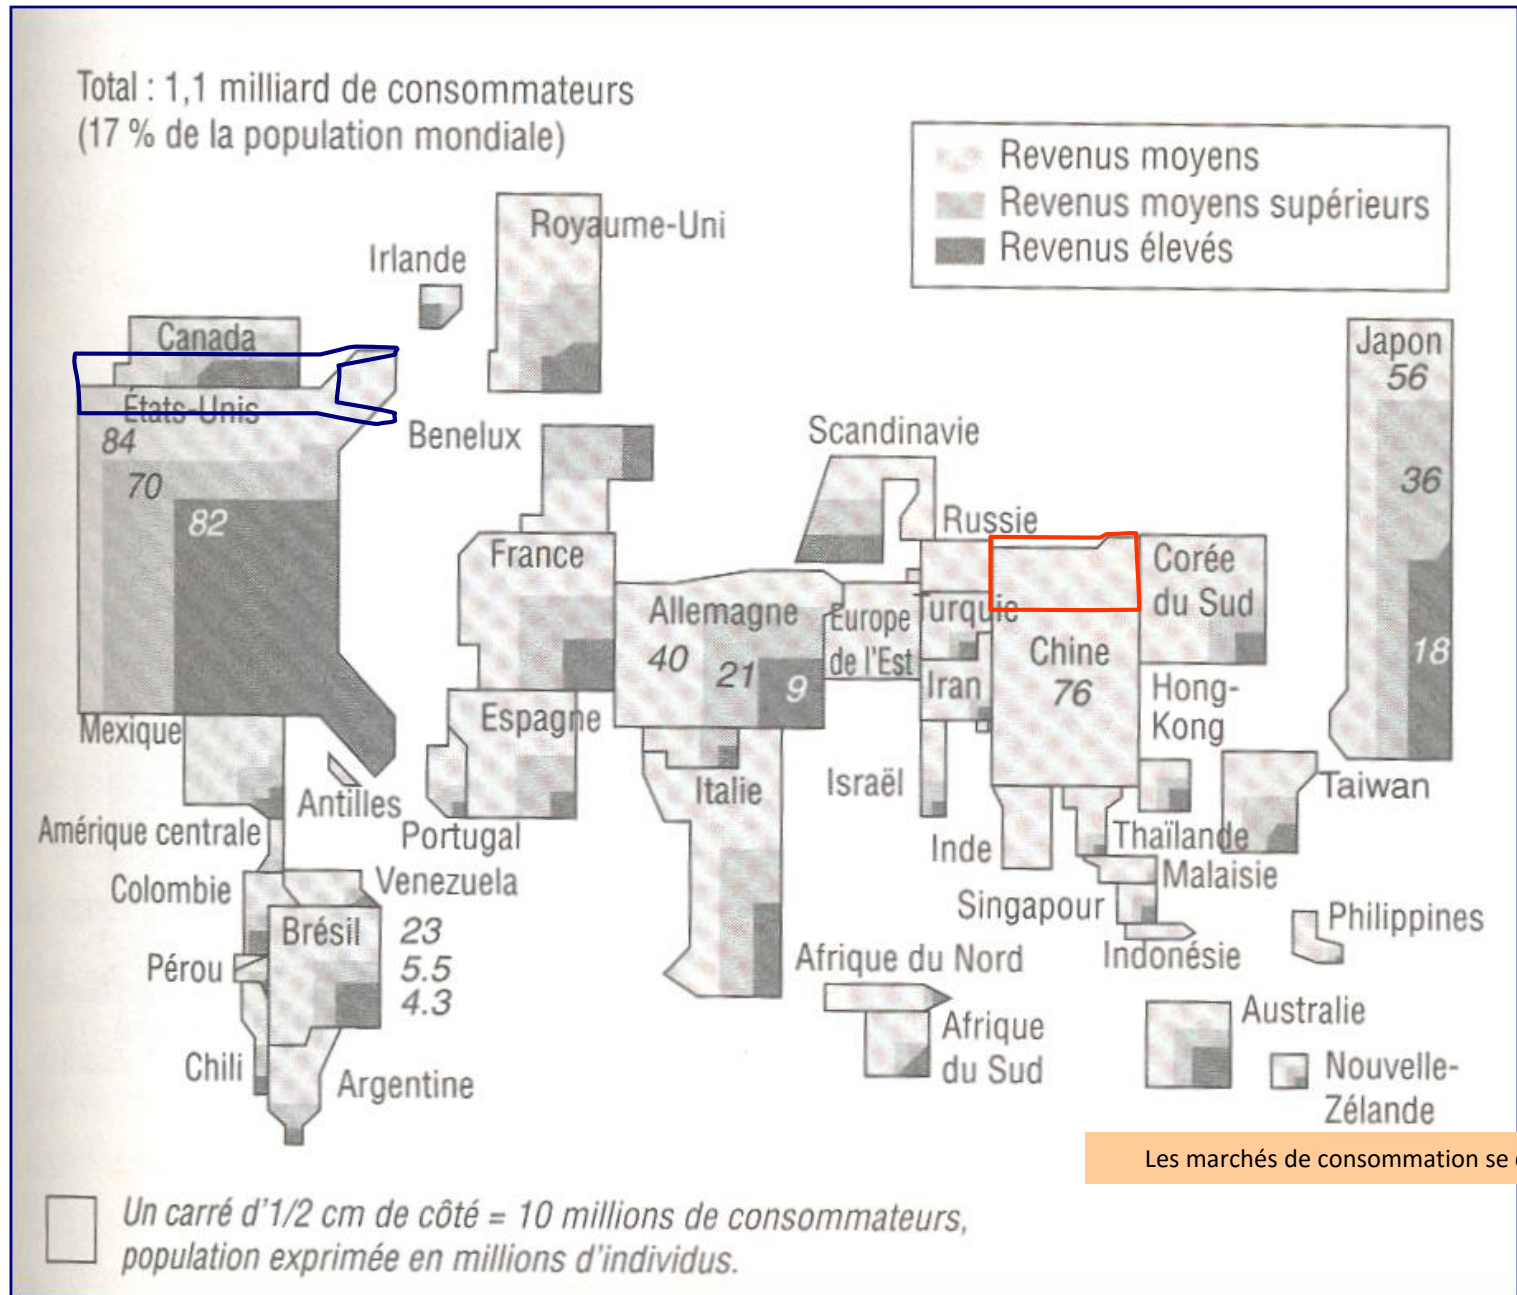 Total : 1,1 milliard de consommateurs
(17 % de la population mondiale)
Revenus moyens
Revenus moyens supérieurs
Revenus élevés
Royaume-Uni
Irlande
Canada
États-Unis
84
70
82
Benelux
Scandinavie
Japon
56
36
18
Russie
France
Corée
du Sud
Allemagne
40
21
9
Europe
de l'Est
Turquie
Chine
76
Iran
Hong-
Kong
Mexique
Espagne
Antilles
Portugal
Italie
Israël
Taiwan
Amérique centrale
Inde
Thaïlande
Colombie
Venezuela
Malaisie
Brésil
23
5.5
4.3
Singapour
Philippines
Pérou
Afrique du Nord
Indonésie
Afrique
du Sud
Australie
Chili
Argentine
Nouvelle-
Zélande
Les marchés de consommation se
Un carré d'1/2 cm de côté = 10 millions de consommateurs,
population exprimée en millions d'individus.